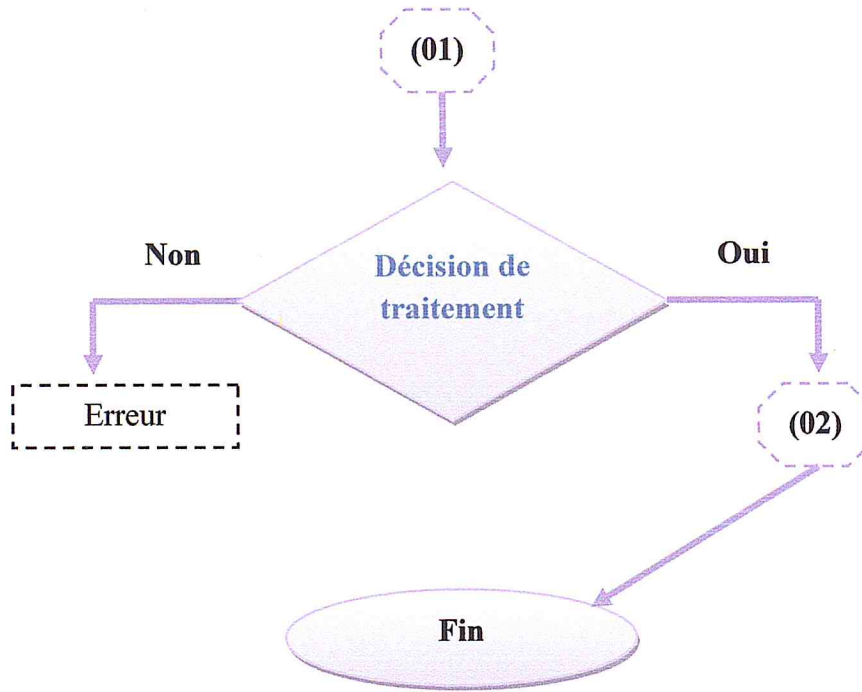 (01)
Non
Décision de
traitement
Oui
Erreur
(02)
Fin